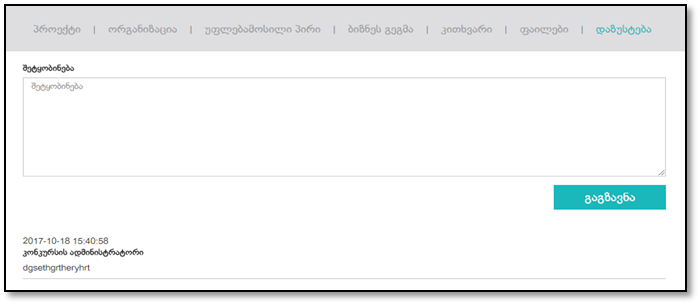 პროექტი | ორგანიზაცია | უფლებამოსილი პირი | ბიზნეს გეგმა | კითხვარი | ფაილები | დაზუსტება
შეტყობინება
შეტყობინება
გაგზავნა
2017-10-18 15:40:58
კონკურსის ადმინისტრატორი
dgsethgrtheryhrt